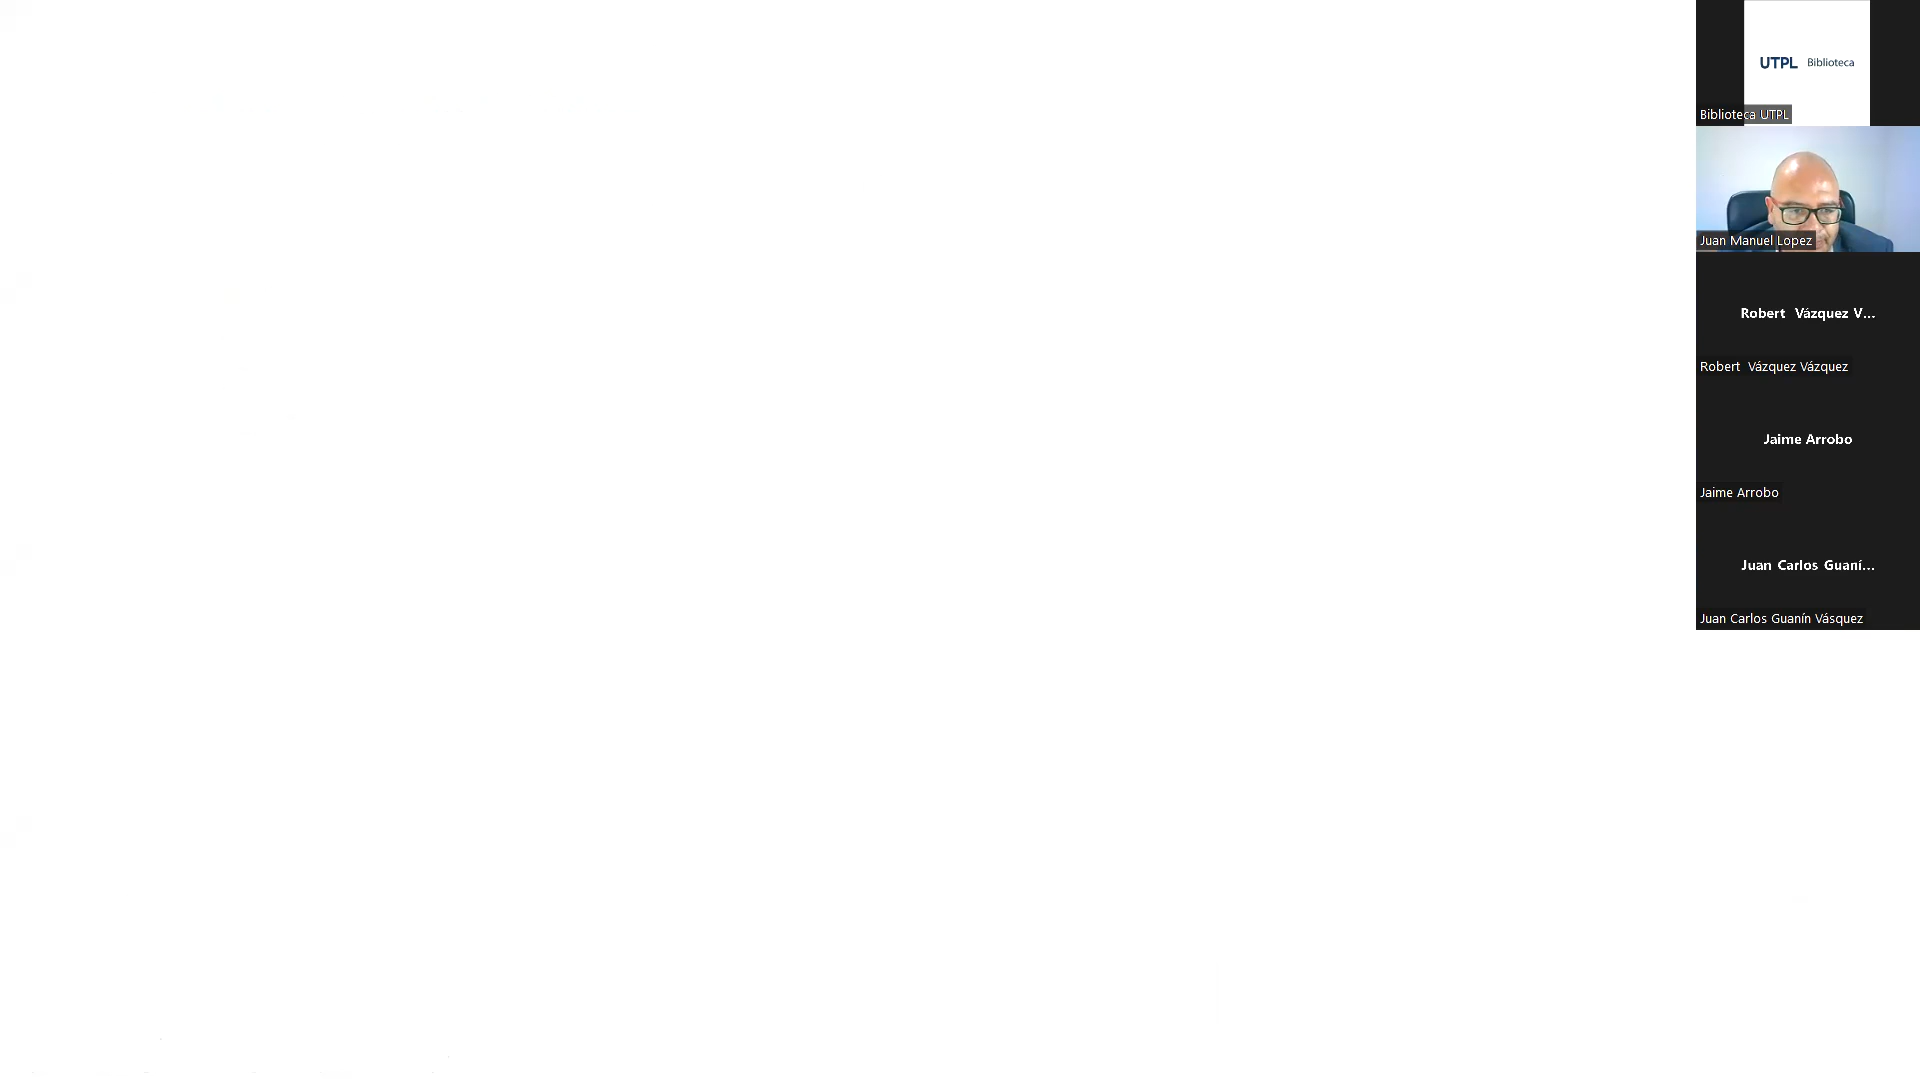 UTPL Biblioteca
Biblioteca UTPL
Juan Manuel Lopez
Robert Vázquez V...
Robert Vázquez Vázquez
Jaime Arrobo
Jaime Arrobo
Juan Carlos Guaní...
Juan Carlos Guanín Vásquez